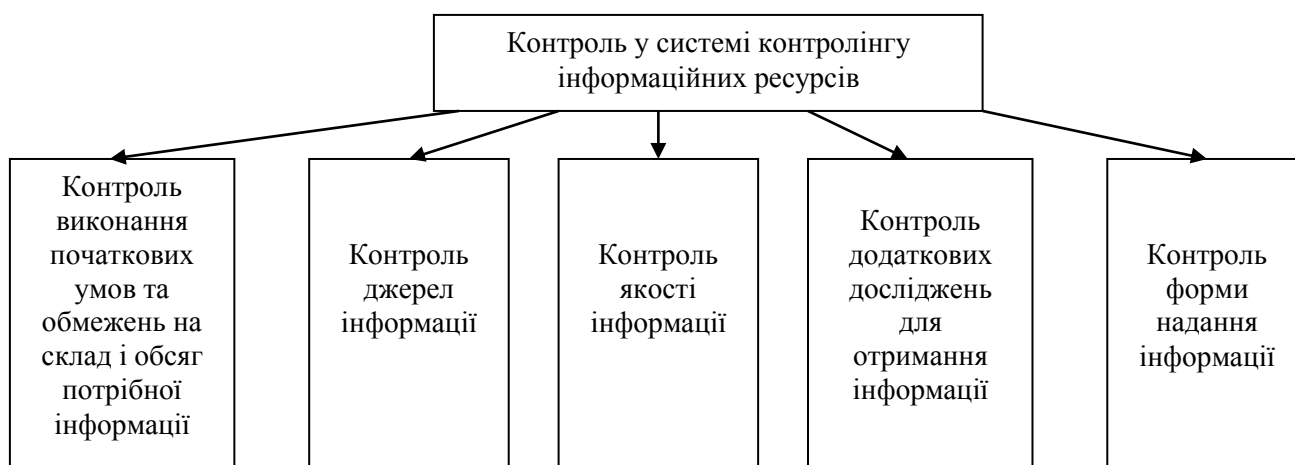 Контроль у системі контролінгу
інформаційних ресурсів
Контроль
виконання
початкових
умов та
обмежень на
склад і обсяг
потрібної
інформації
Контроль
джерел
інформації
Контроль
якості
інформації
Контроль
додаткових
досліджень
для
отримання
інформації
Контроль
форми
надання
інформації